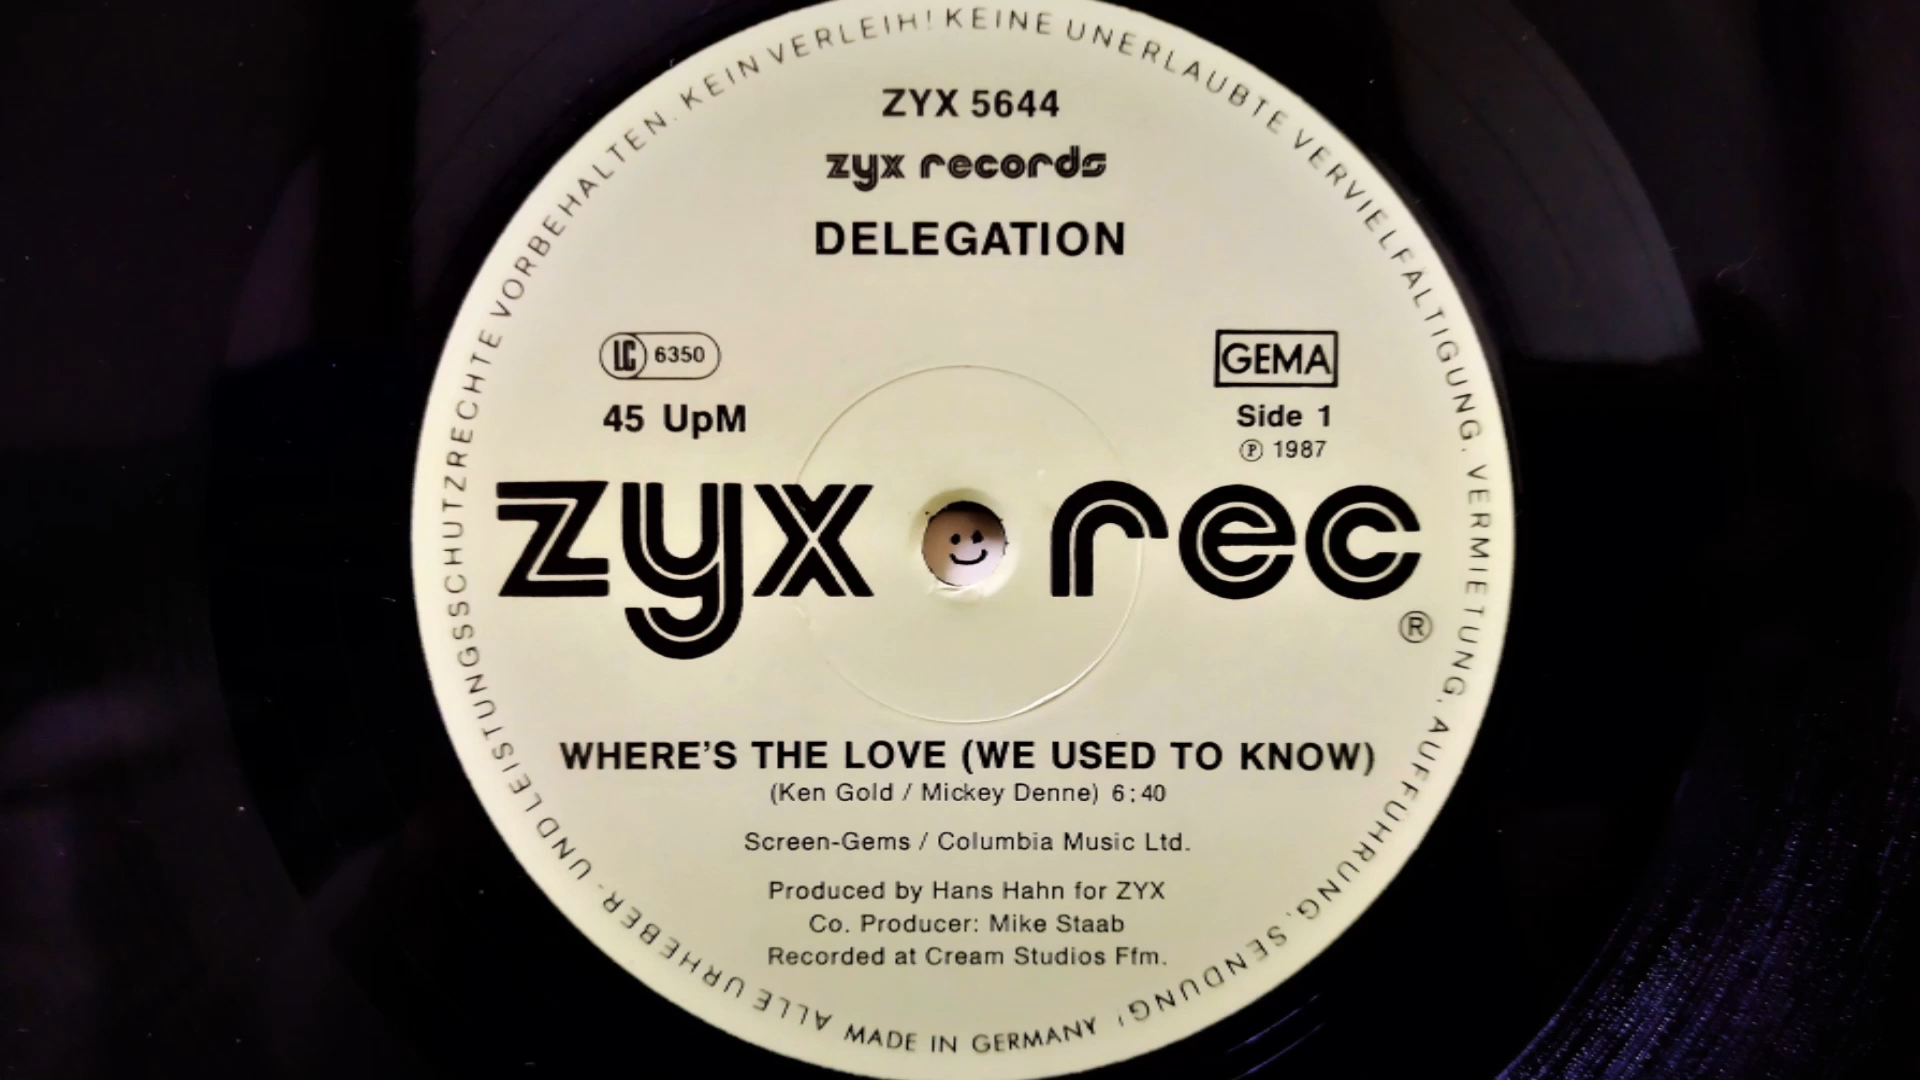 ZYX 5644
zyx records
DELEGATION
LC 6350
GEMA
45 UpM
Side 1
℗ 1987
zyx rec ®
WHERE'S THE LOVE (WE USED TO KNOW)
(Ken Gold / Mickey Denne) 6:40
Screen-Gems / Columbia Music Ltd.
Produced by Hans Hahn for ZYX
Co. Producer: Mike Staab
Recorded at Cream Studios Ffm.
ALLE URHEBER- UND LEISTUNGSSCHUTZRECHTE VORBEHALTEN. KEIN VERLEIH! KEINE UNERLAUBTE VERVIELFÄLTIGUNG. VERMIETUNG, AUFFÜHRUNG, SENDUNG!
MADE IN GERMANY